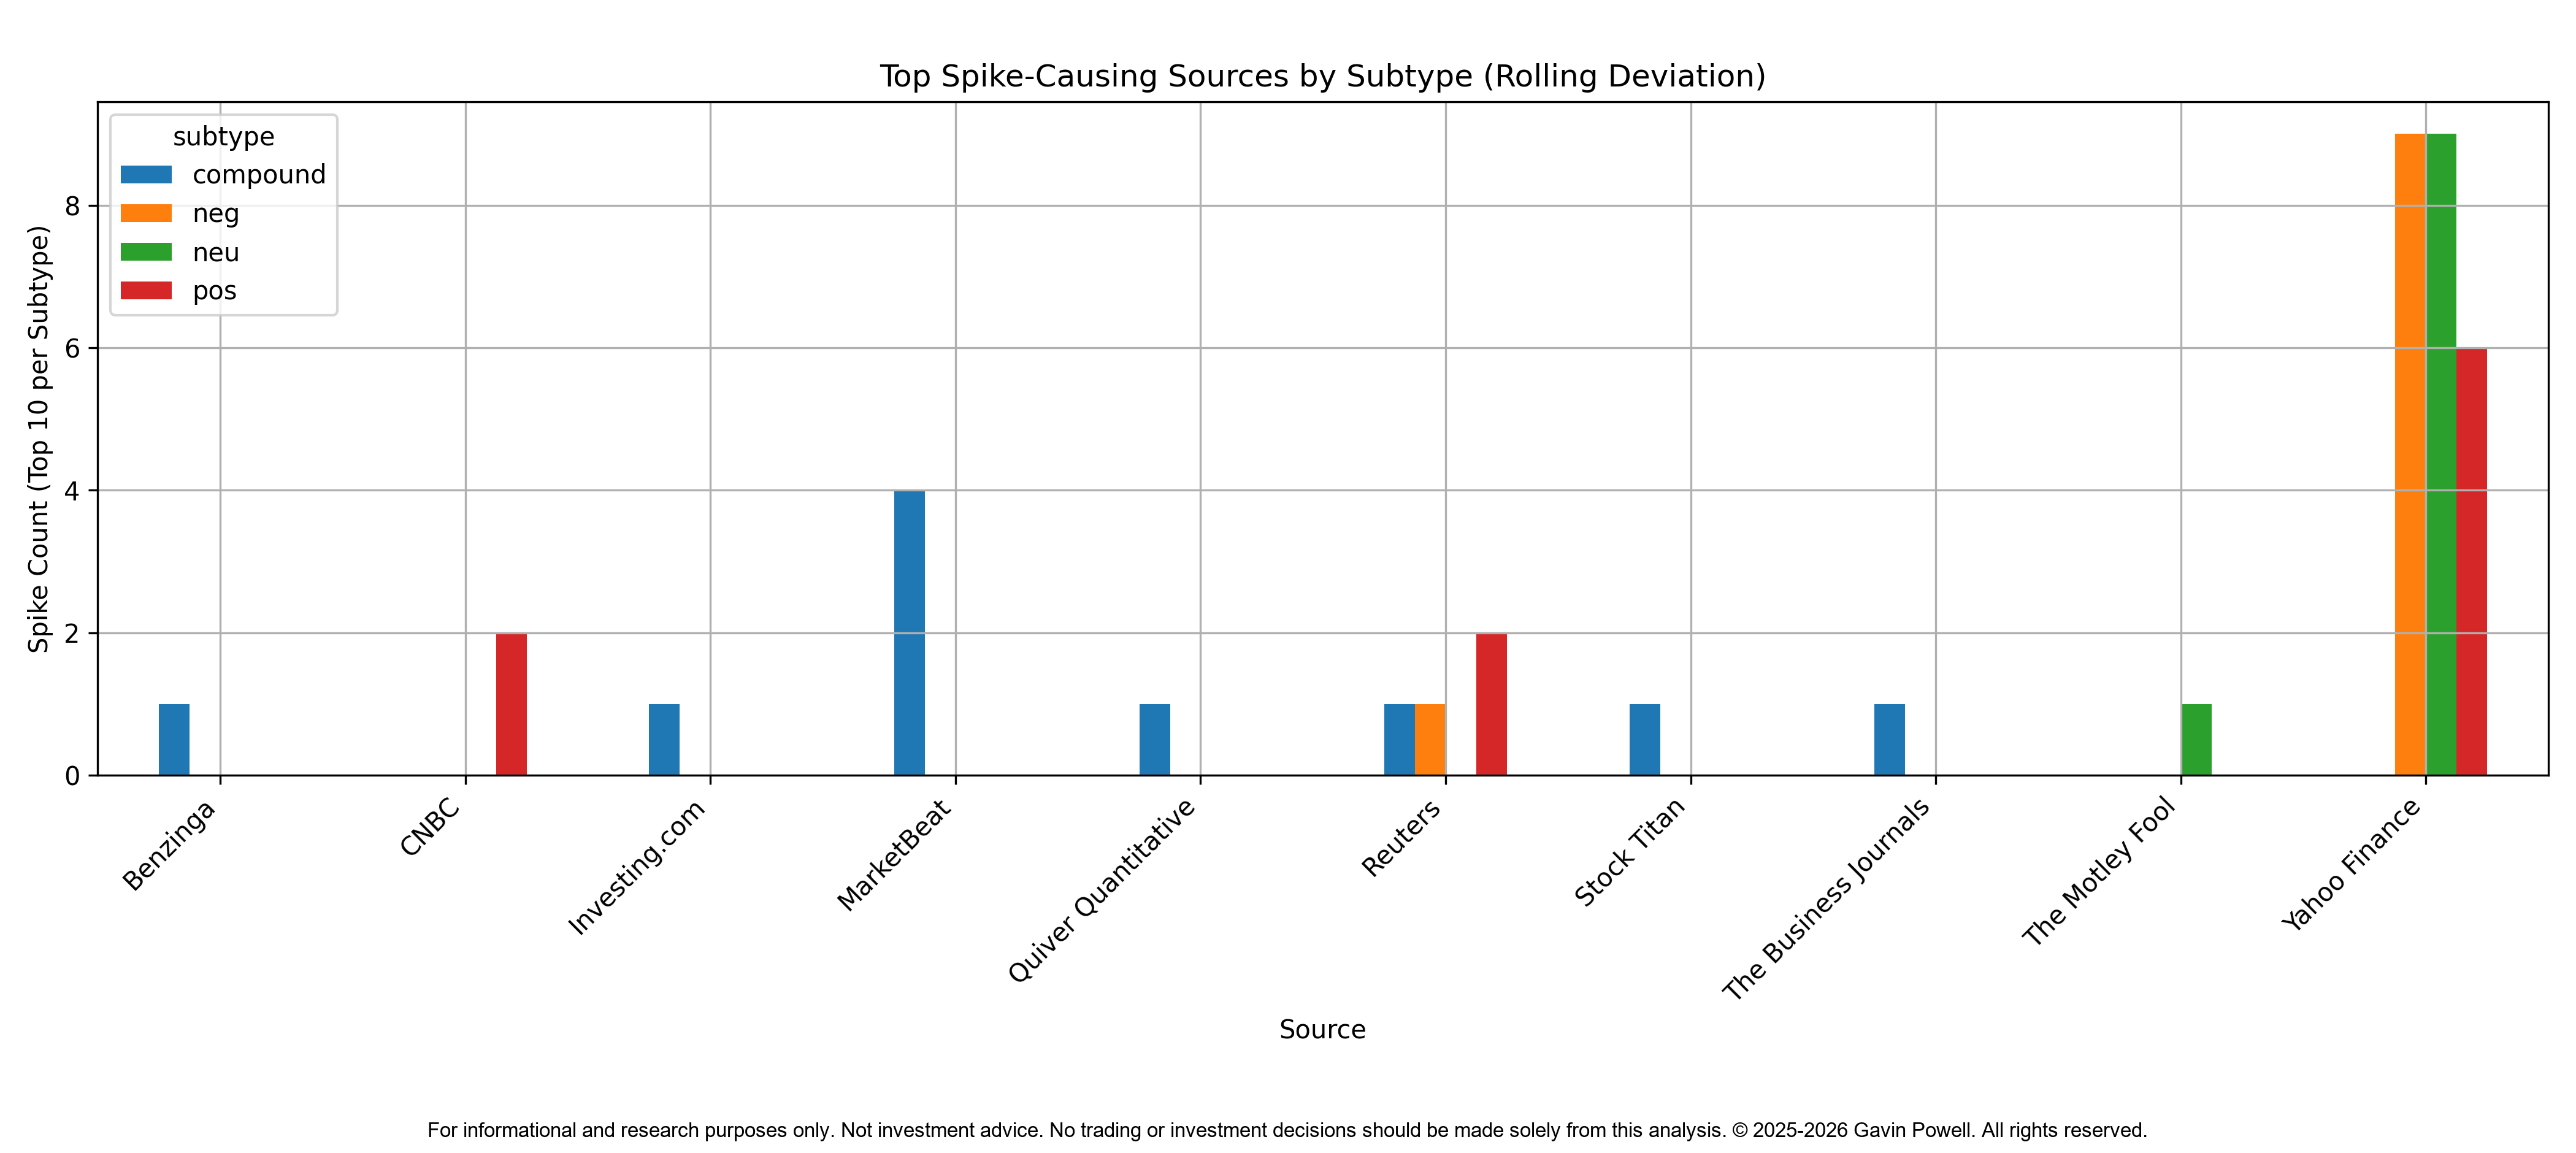 Top Spike-Causing Sources by Subtype (Rolling Deviation)
subtype
compound
neg
neu
pos
Spike Count (Top 10 per Subtype)
8
6
4
2
0
Benzinga
CNBC
Investing.com
MarketBeat
Quiver Quantitative
Reuters
Stock Titan
The Business Journals
The Motley Fool
Yahoo Finance
Source
For informational and research purposes only. Not investment advice. No trading or investment decisions should be made solely from this analysis. © 2025-2026 Gavin Powell. All rights reserved.